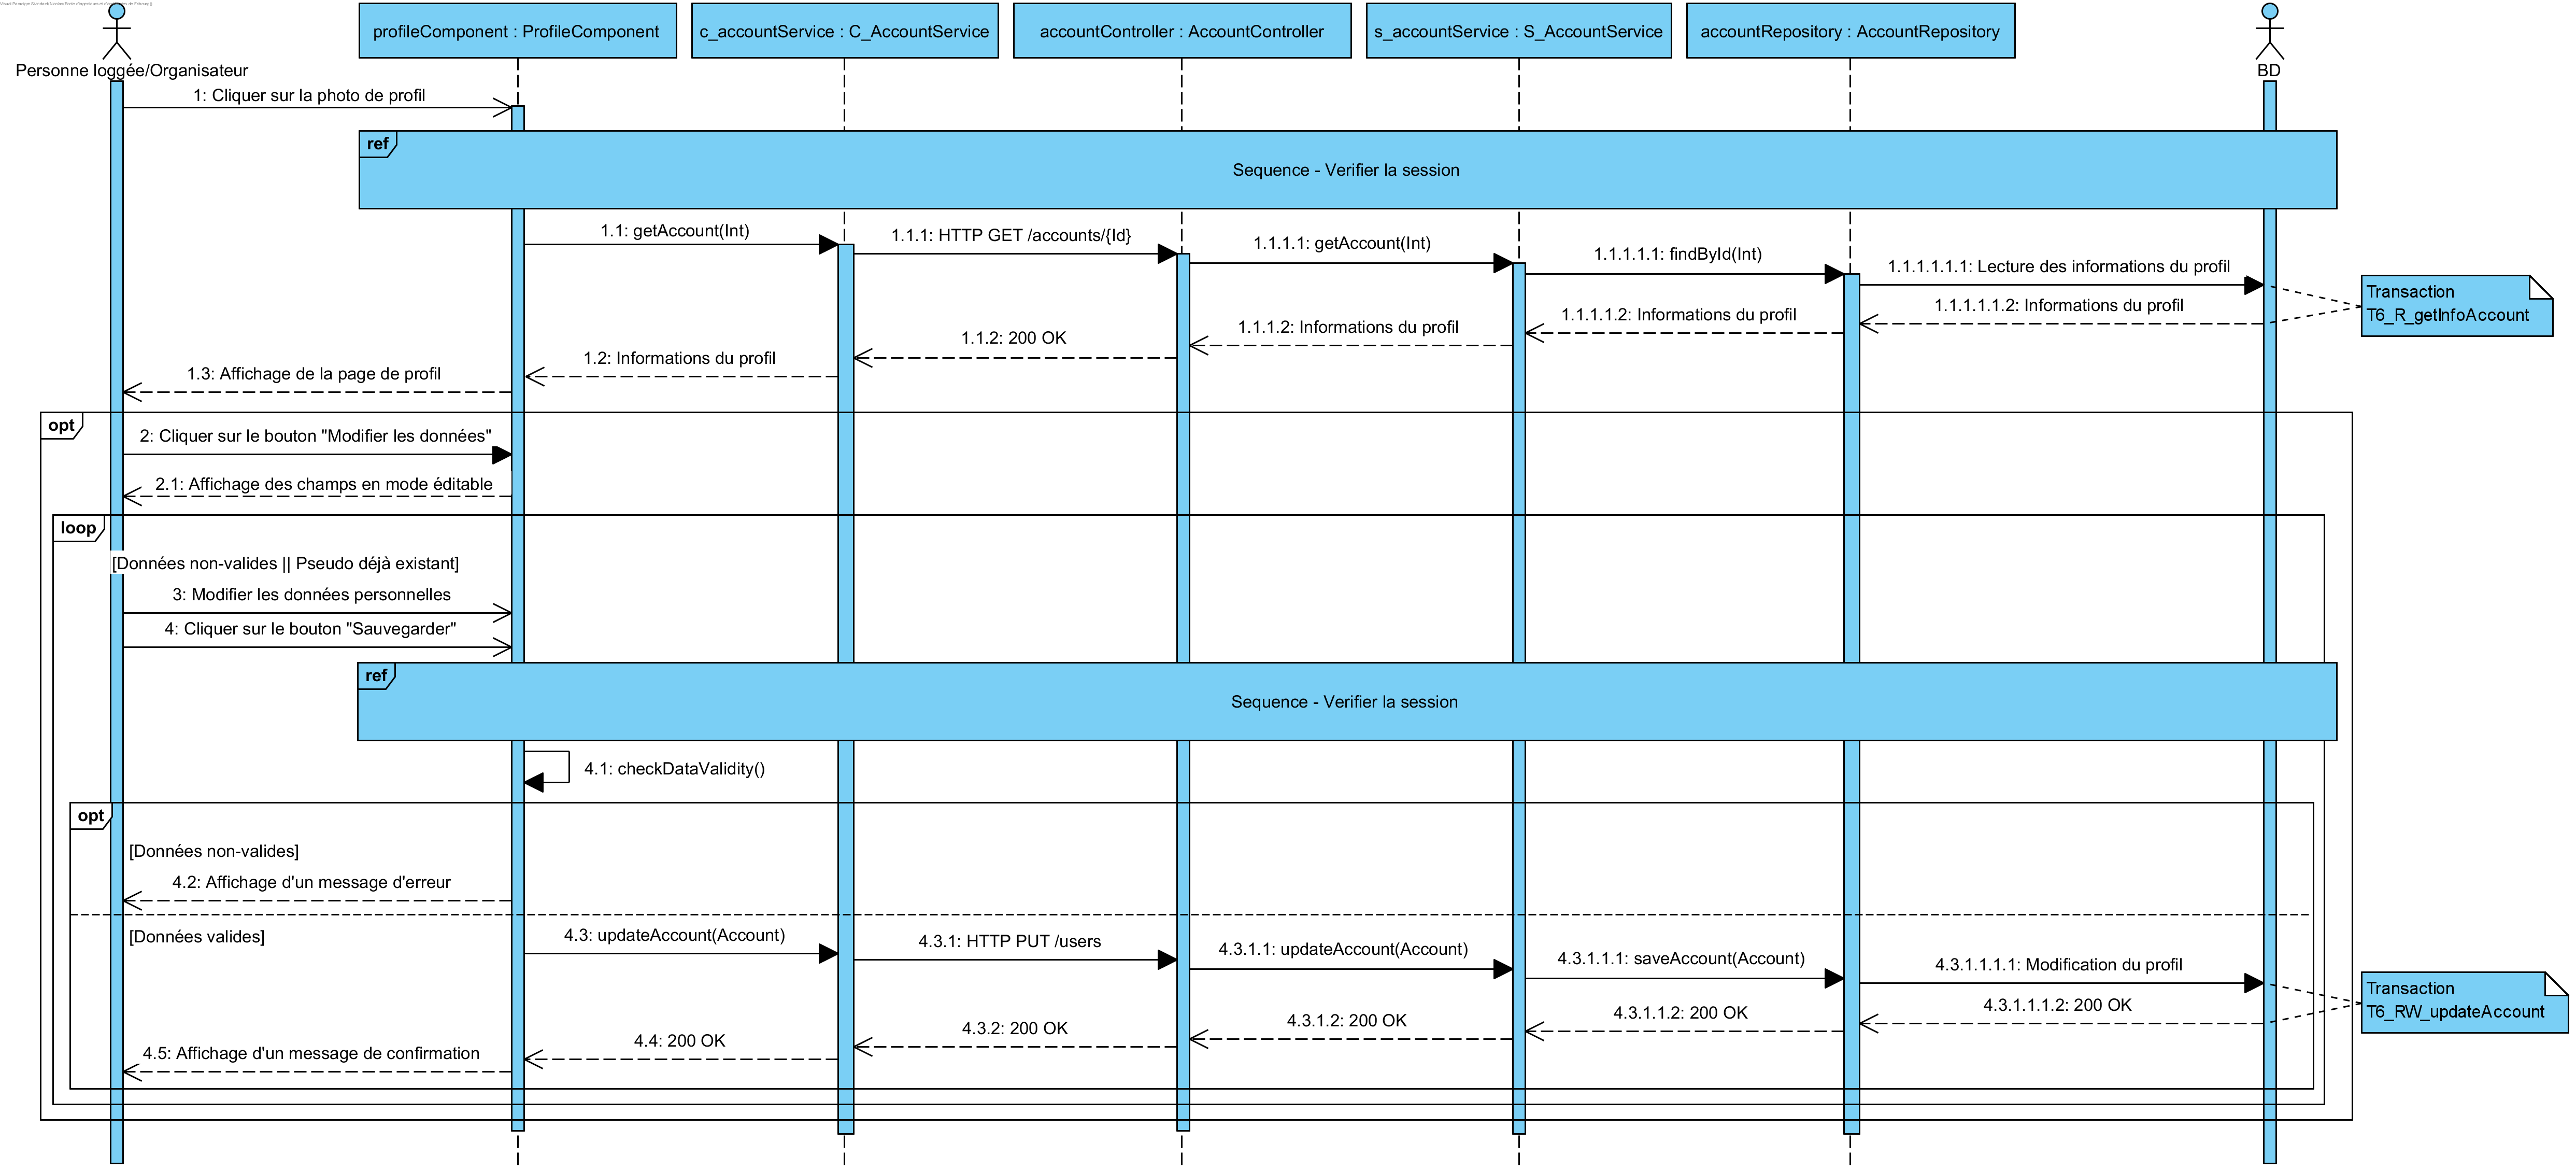 Personne loggée/Organisateur
profileComponent : ProfileComponent
c_accountService : C_AccountService
accountController : AccountController
s_accountService : S_AccountService
accountRepository : AccountRepository
BD
1: Cliquer sur la photo de profil
ref
Sequence - Verifier la session
1.1: getAccount(Int)
1.1.1: HTTP GET /accounts/{Id}
1.1.1.1: getAccount(Int)
1.1.1.1.1: findById(Int)
1.1.1.1.1.1: Lecture des informations du profil
Transaction
T6_R_getInfoAccount
1.1.1.1.1.2: Informations du profil
1.1.1.1.2: Informations du profil
1.1.1.2: Informations du profil
1.1.2: 200 OK
1.2: Informations du profil
1.3: Affichage de la page de profil
opt
2: Cliquer sur le bouton "Modifier les données"
2.1: Affichage des champs en mode éditable
loop
[Données non-valides || Pseudo déjà existant]
3: Modifier les données personnelles
4: Cliquer sur le bouton "Sauvegarder"
ref
Sequence - Verifier la session
4.1: checkDataValidity()
opt
[Données non-valides]
4.2: Affichage d'un message d'erreur
[Données valides]
4.3: updateAccount(Account)
4.3.1: HTTP PUT /users
4.3.1.1: updateAccount(Account)
4.3.1.1.1: saveAccount(Account)
4.3.1.1.1.1: Modification du profil
Transaction
T6_RW_updateAccount
4.3.1.1.1.2: 200 OK
4.3.1.1.2: 200 OK
4.3.1.2: 200 OK
4.3.2: 200 OK
4.4: 200 OK
4.5: Affichage d'un message de confirmation